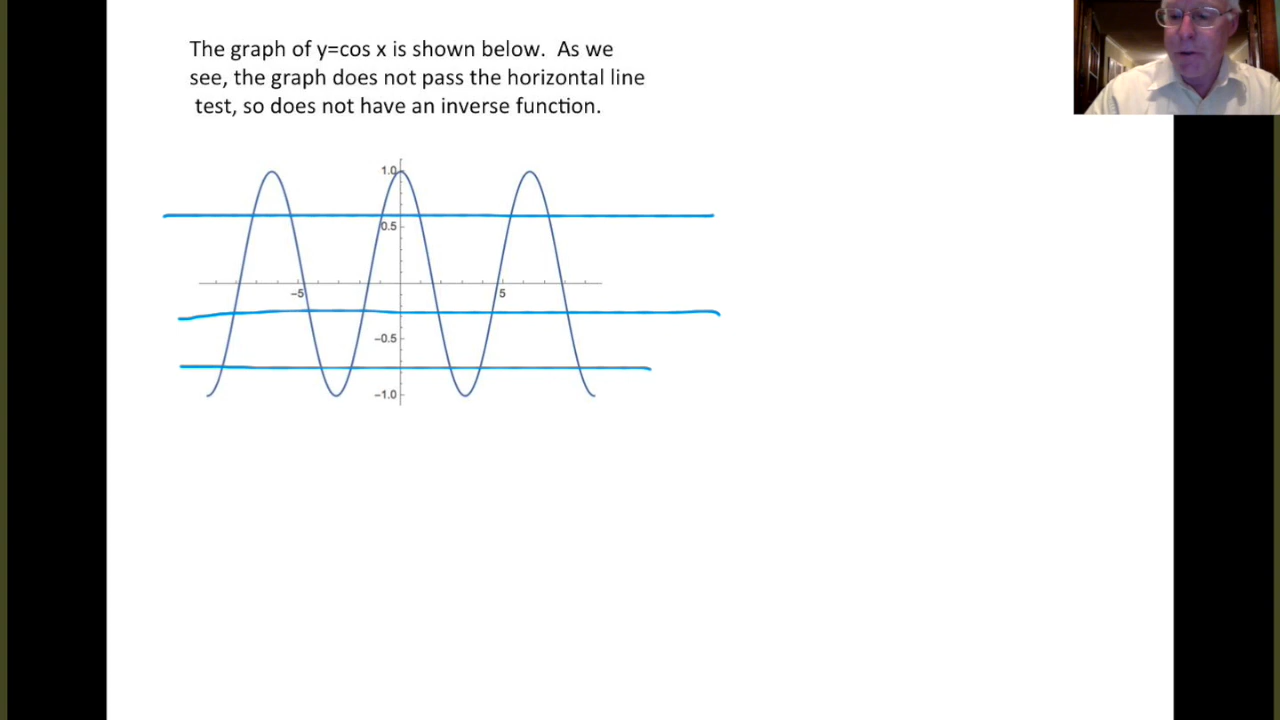 The graph of y=cos x is shown below.  As we
see, the graph does not pass the horizontal line
test, so does not have an inverse function.
1.0
0.5
−5
5
−0.5
−1.0